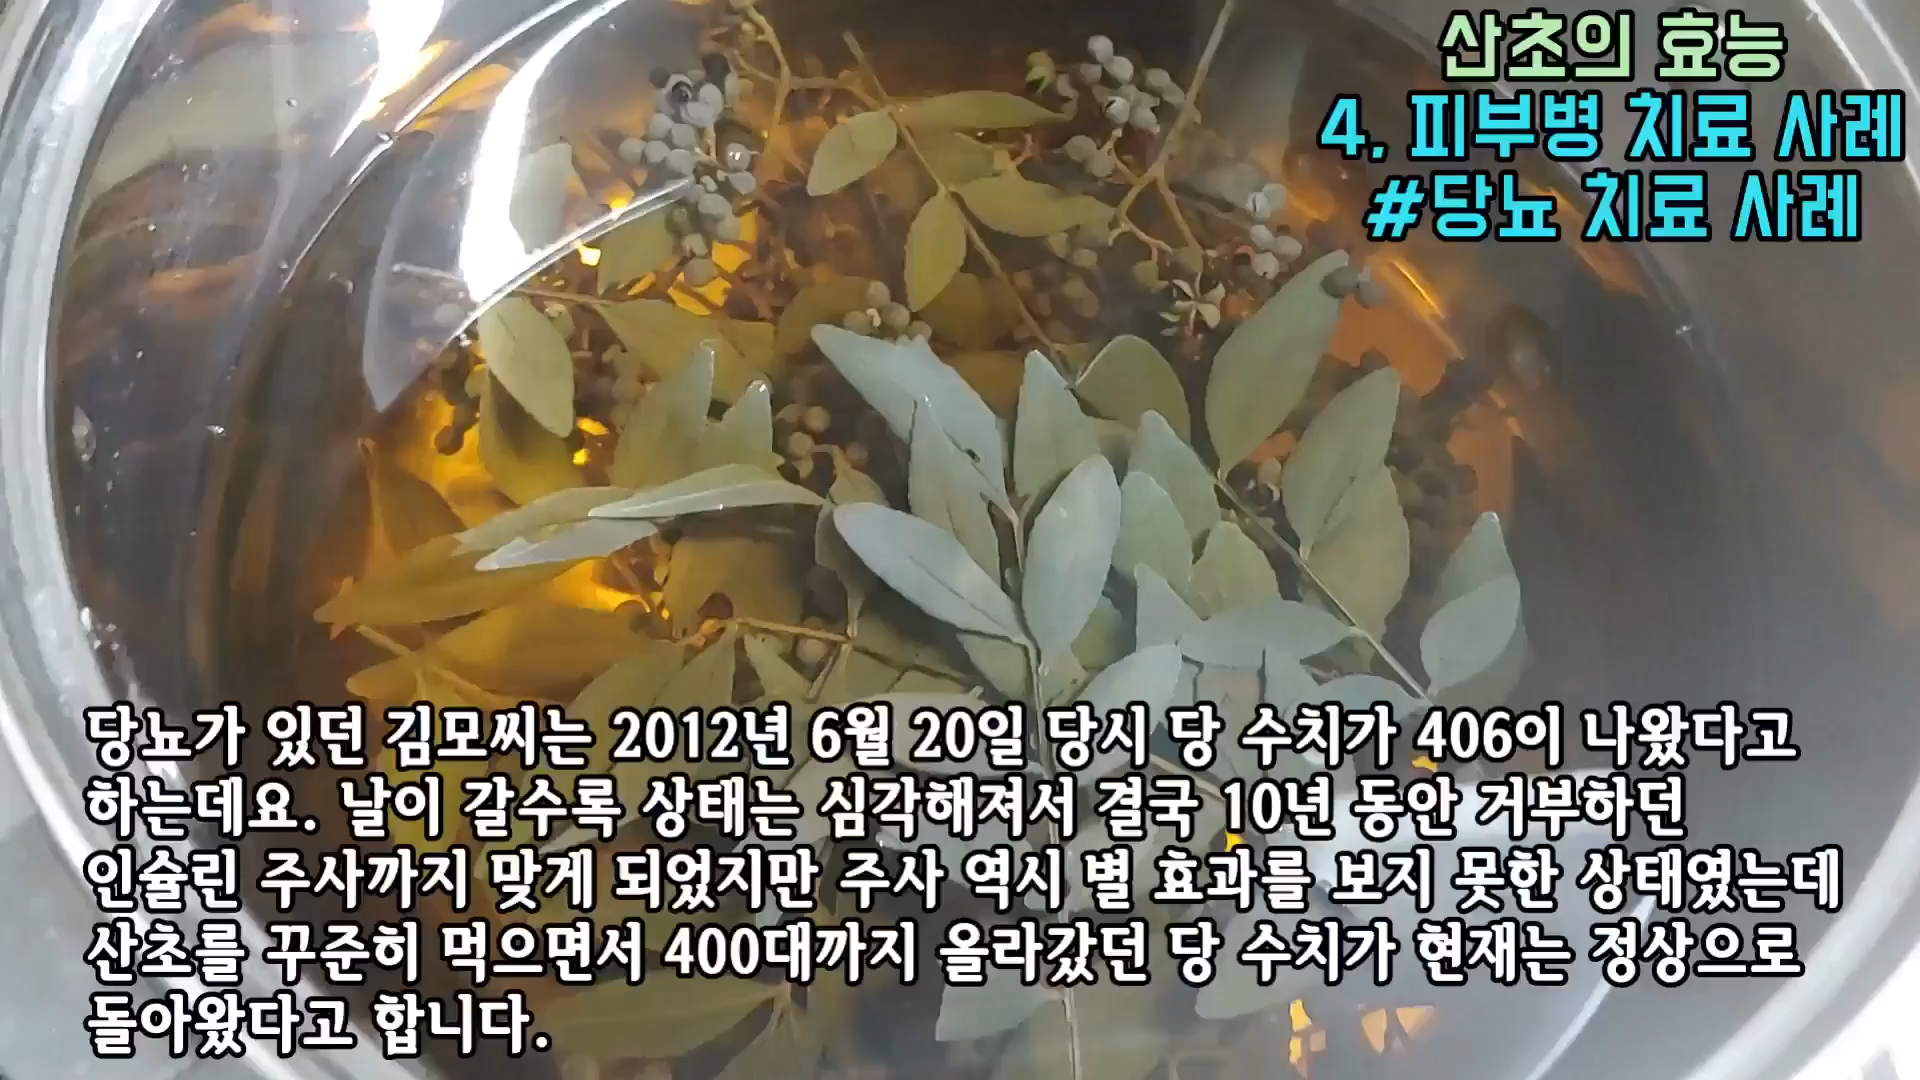 산초의 효능
4. 피부병 치료 사례
#당뇨 치료 사례
당뇨가 있던 김모씨는 2012년 6월 20일 당시 당 수치가 406이 나왔다고
하는데요. 날이 갈수록 상태는 심각해져서 결국 10년 동안 거부하던
인슐린 주사까지 맞게 되었지만 주사 역시 별 효과를 보지 못한 상태였는데
산초를 꾸준히 먹으면서 400대까지 올라갔던 당 수치가 현재는 정상으로
돌아왔다고 합니다.